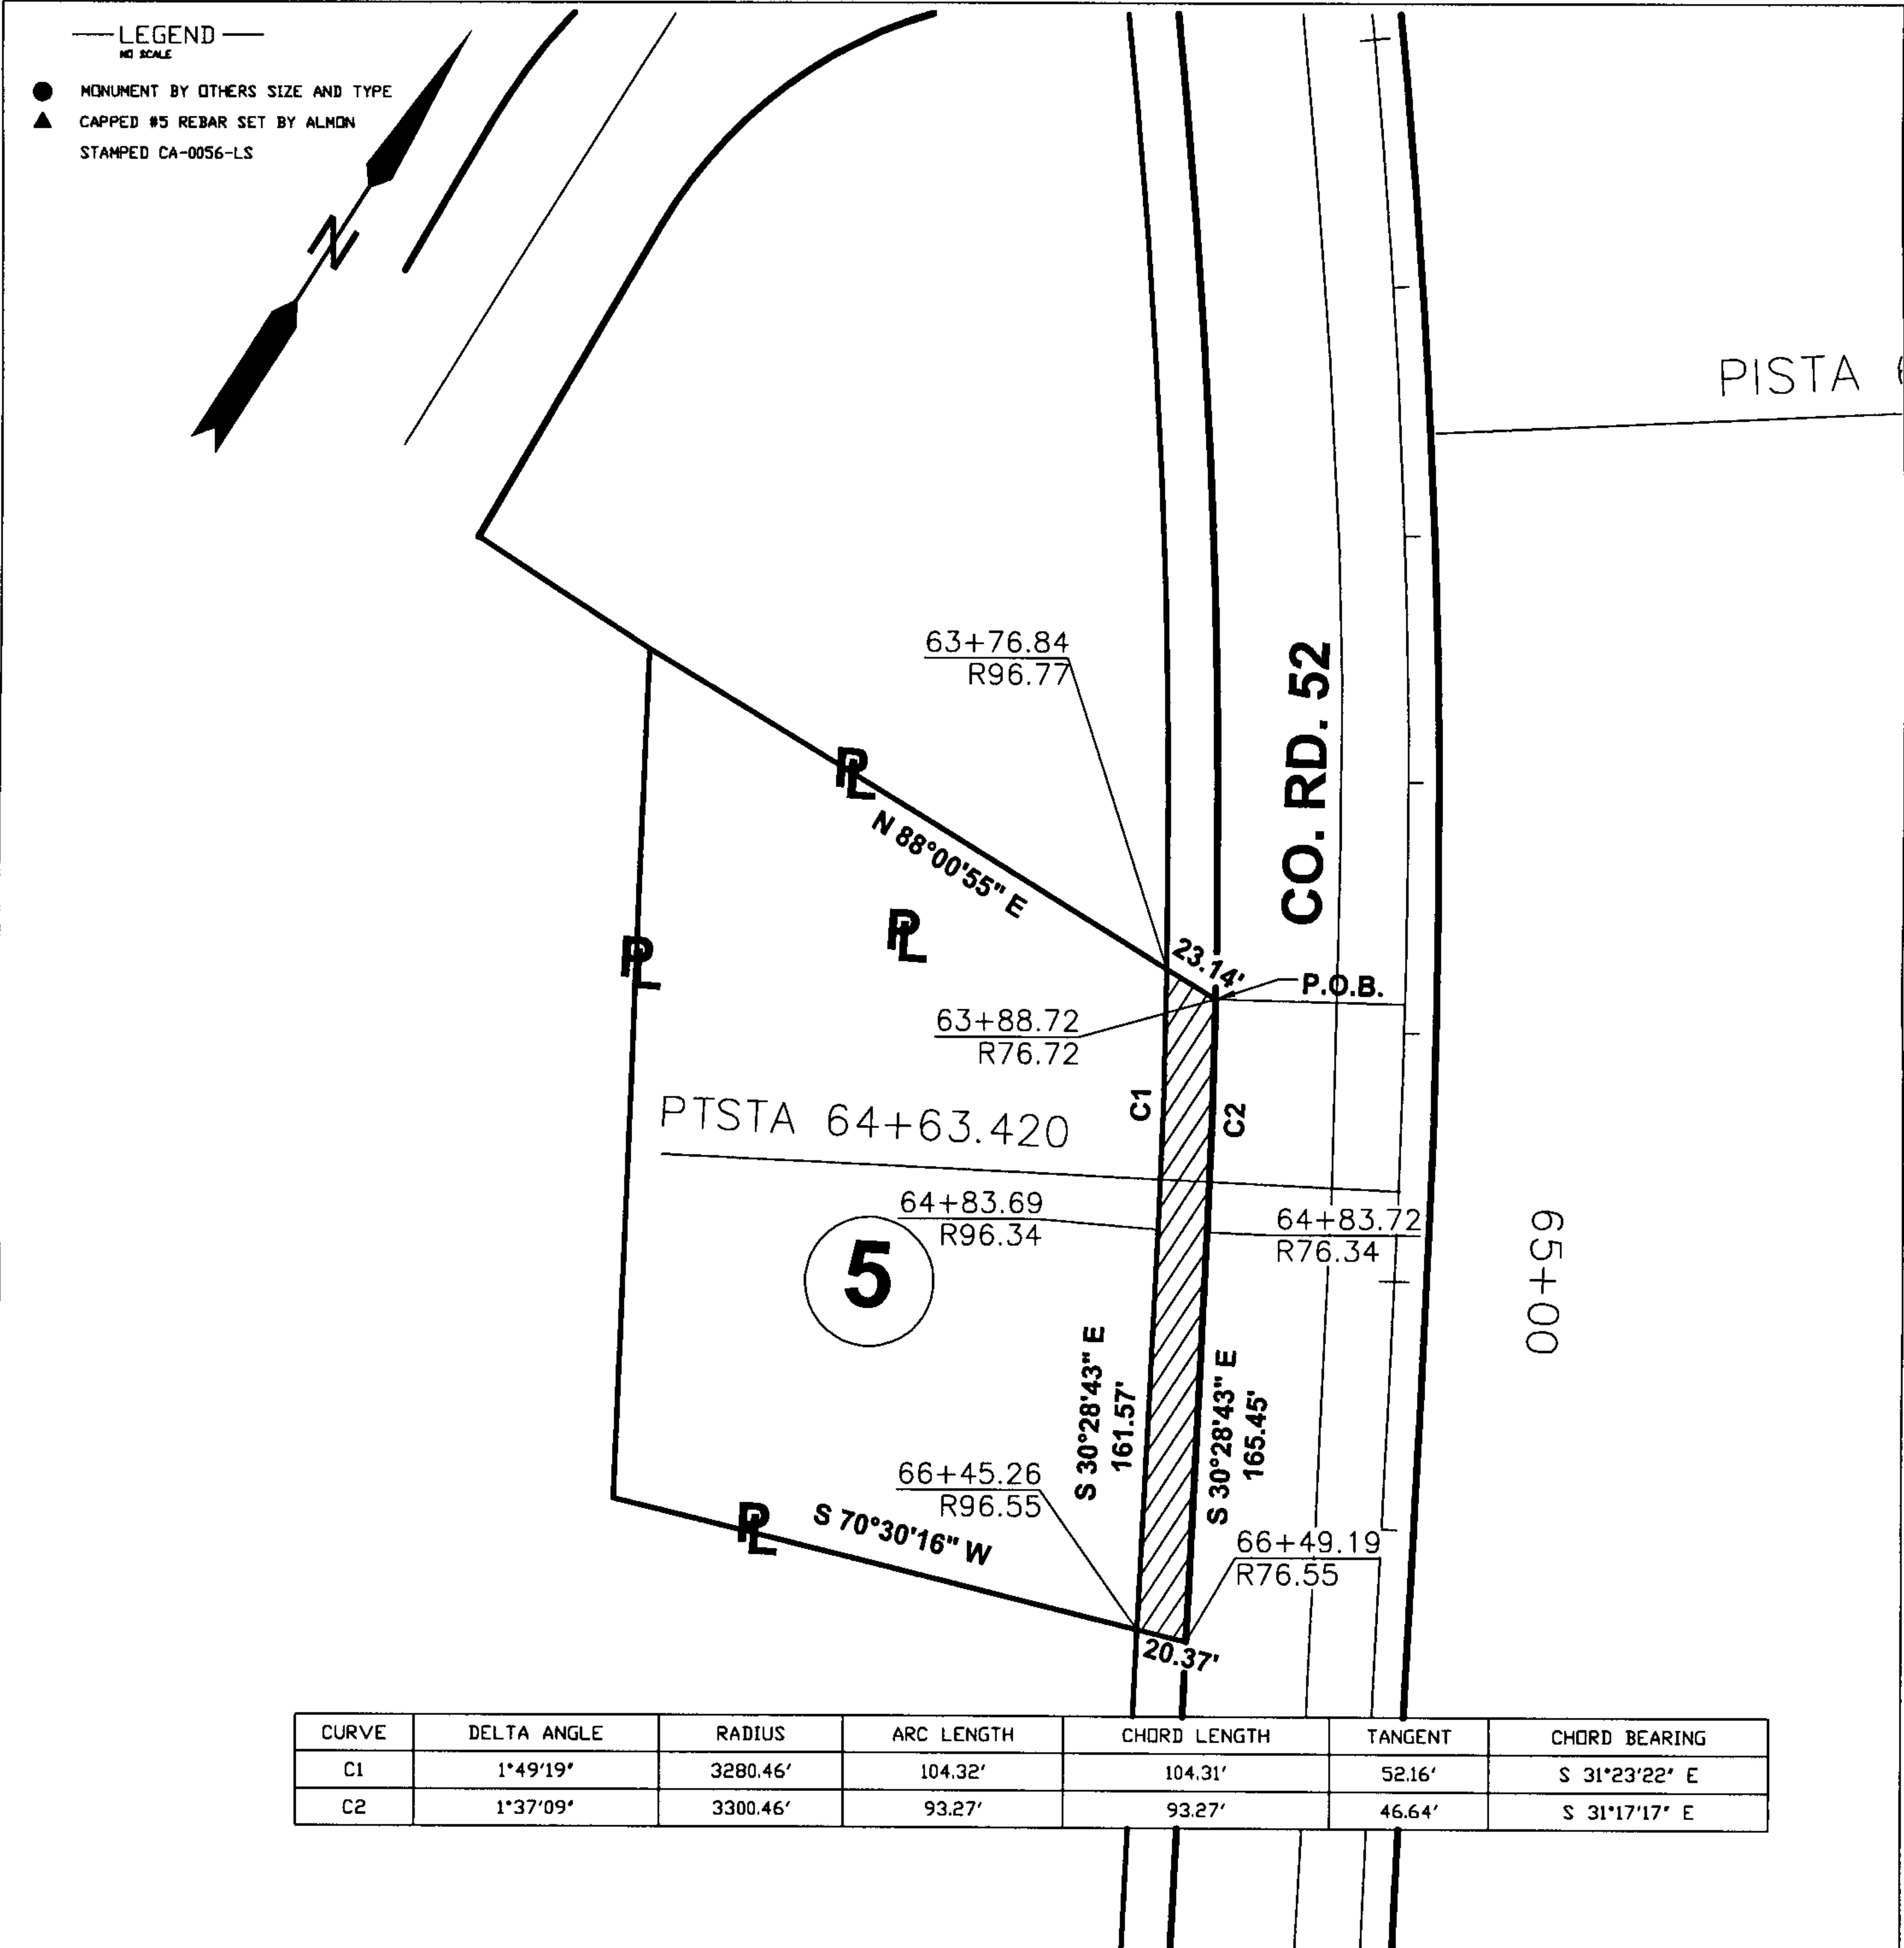 LEGEND
NO SCALE
MONUMENT BY OTHERS SIZE AND TYPE
CAPPED #5 REBAR SET BY ALMON
STAMPED CA-0056-LS
N
PISTA
63+76.84
R96.77
CO. RD. 52
PL
N 88°00'55" E
PL
PL
23.14'
P.O.B.
63+88.72
R76.72
C1
C2
PTSTA 64+63.420
64+83.69
R96.34
64+83.72
R76.34
65+00
5
S 30°28'43" E
161.57'
S 30°28'43" E
165.45'
66+45.26
R96.55
PL
S 70°30'16" W
66+49.19
R76.55
20.37'
CURVE DELTA ANGLE RADIUS ARC LENGTH CHORD LENGTH TANGENT CHORD BEARING
C1 1°49'19" 3280.46' 104.32' 104.31' 52.16' S 31°23'22" E
C2 1°37'09" 3300.46' 93.27' 93.27' 46.64' S 31°17'17" E